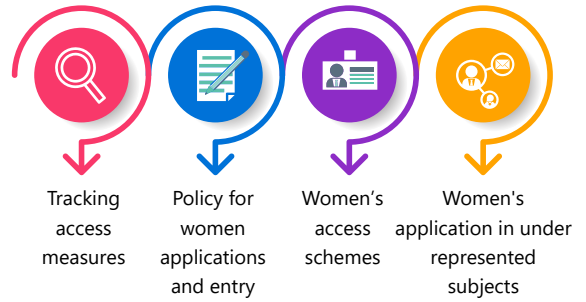 Tracking
access
measures
Policy for
women
applications
and entry
Women‘s
access
schemes
Women's
application in under
represented
subjects